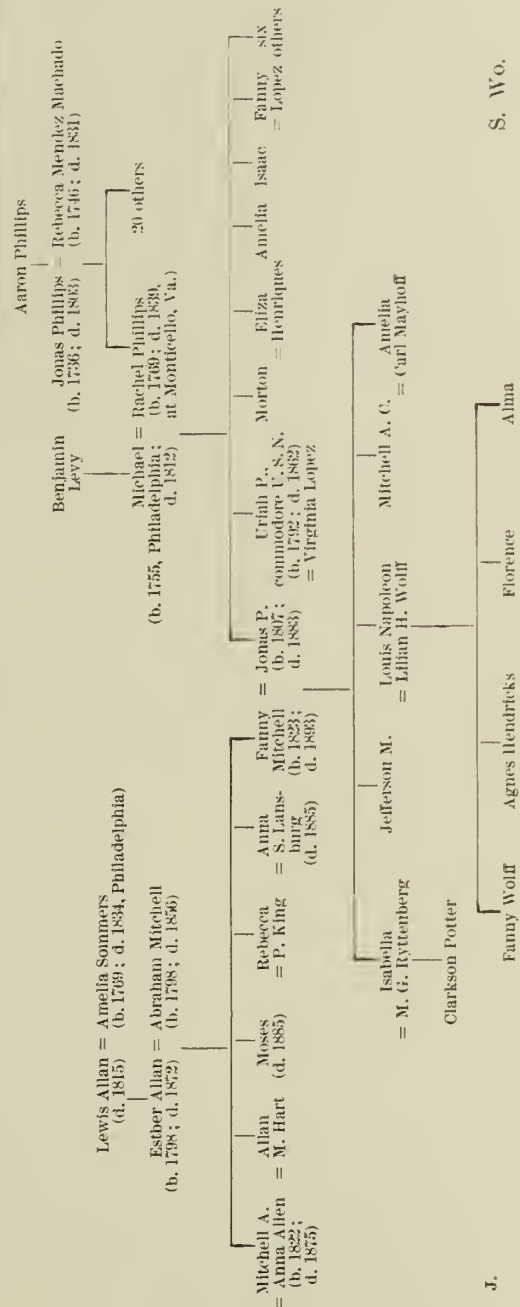 Aaron Phillips
Benjamin Levy
Jonas Phillips = Rebecca Mendez Machado
(b. 1736; d. 1803) (b. 1746; d. 1831)
Michael = Rachel Phillips 20 others
(b. 1755, Philadelphia; (b. 1769; d. 1839,
d. 1812) at Monticello, Va.)
Lewis Allan = Amelia Sommers
(d. 1815) (b. 1769; d. 1834, Philadelphia)
Esther Allan = Abraham Mitchell
(b. 1798; d. 1872) (b. 1798; d. 1856)
Mitchell A.
= Anna Allen
(b. 1822;
d. 1875)
Allan
= M. Hart
Moses
(d. 1885)
Rebecca
= P. King
Anna
= S. Lans-
burg
(d. 1885)
Fanny
Mitchell
(b. 1823;
d. 1893)
= Jonas P.
(b. 1807;
d. 1883)
Uriah P.,
commodore U. S. N.
(b. 1792; d. 1862)
= Virginia Lopez
Morton
Eliza
= Henriques
Amelia
Isaac
Fanny
= Lopez
six
others
Isabella
= M. G. Ryttenberg
Jefferson M.
Louis Napoleon
= Lilian H. Wolff
Mitchell A. C.
Amelia
= Carl Mayhoff
Clarkson Potter
Fanny Wolff Agnes Hendricks Florence Alma
J. S. Wo.